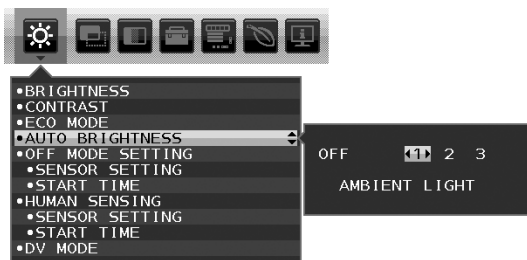 •BRIGHTNESS
•CONTRAST
•ECO MODE
•AUTO BRIGHTNESS
•OFF MODE SETTING
•SENSOR SETTING
•START TIME
•HUMAN SENSING
•SENSOR SETTING
•START TIME
•DV MODE
OFF 1 2 3
AMBIENT LIGHT